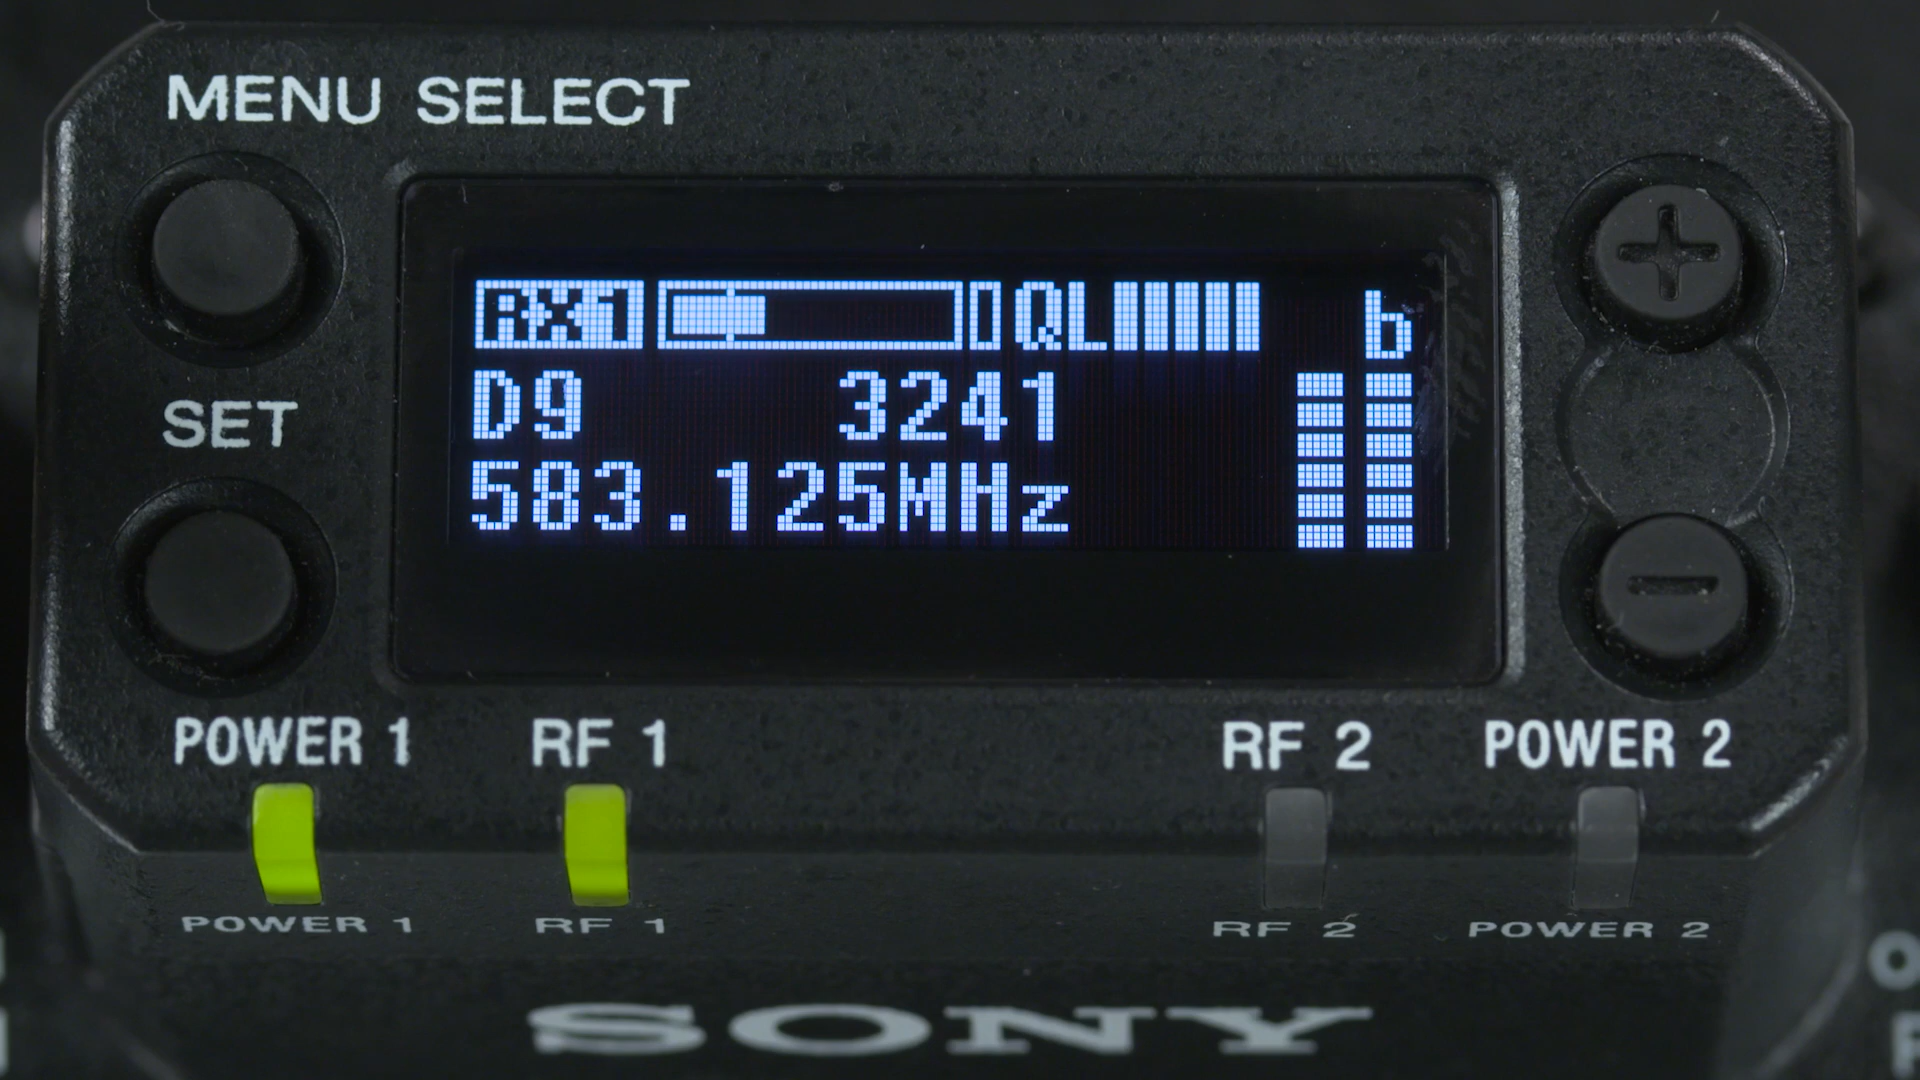 MENU SELECT
RX1 QL b
D9 3241
583.125MHz
SET
POWER 1 RF 1 RF 2 POWER 2
POWER 1 RF 1 RF 2 POWER 2
SONY